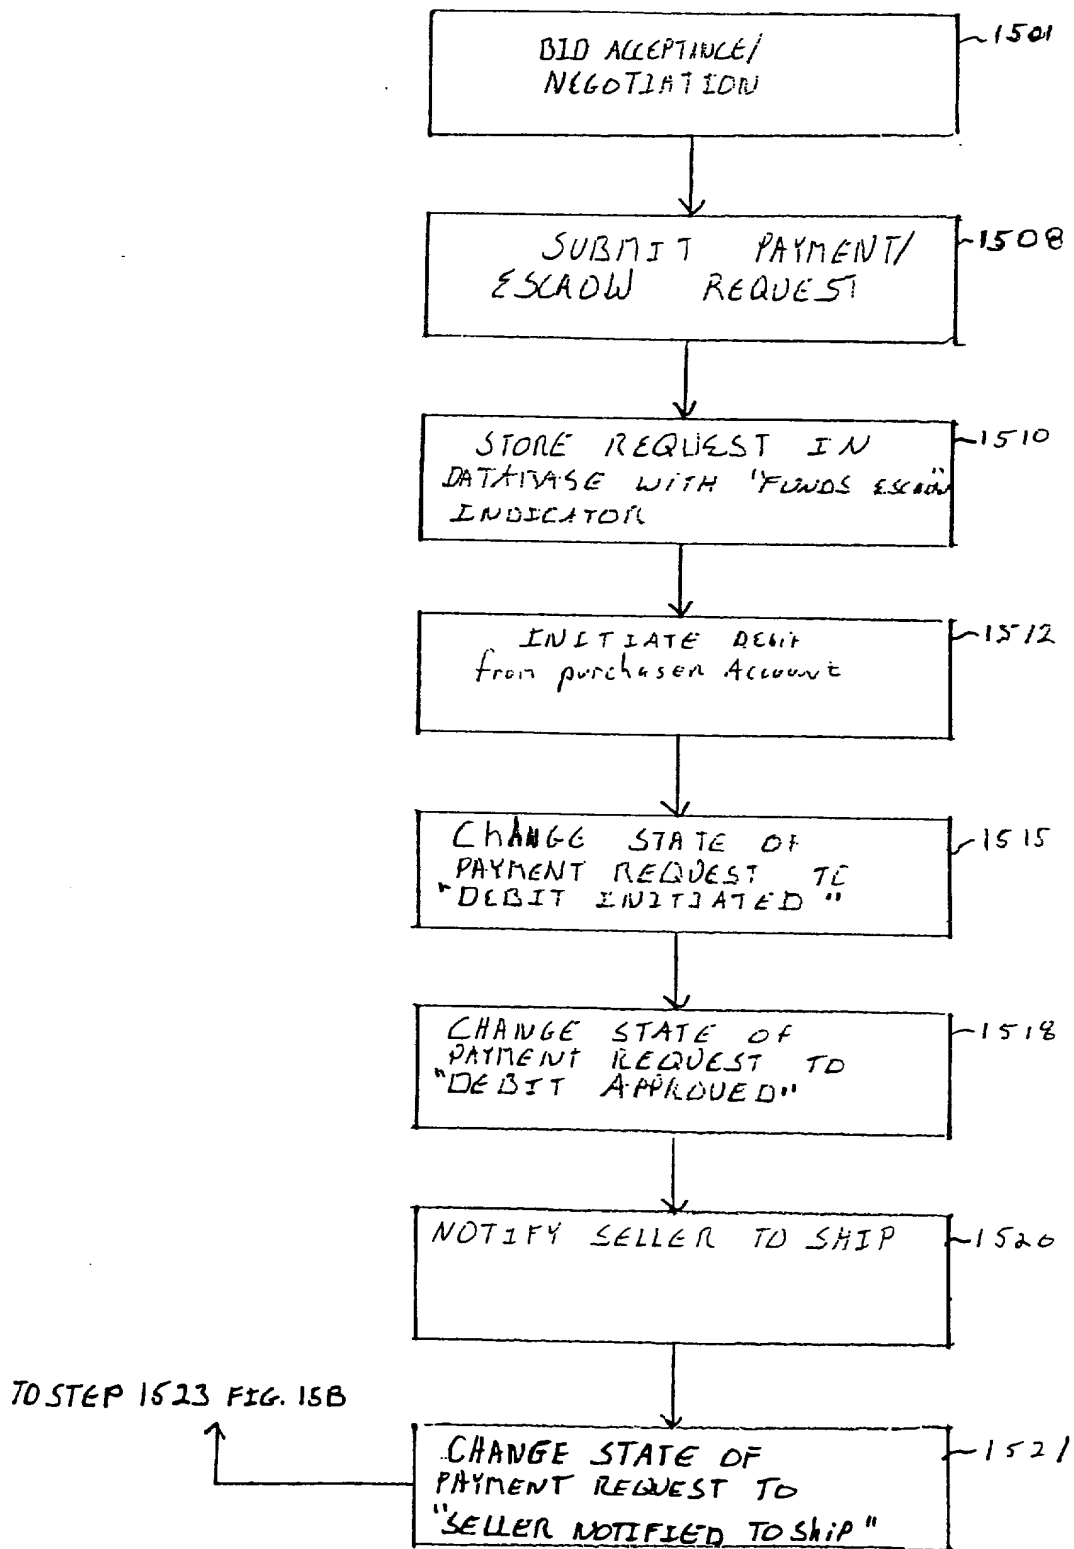 BID ACCEPTANCE/
NEGOTIATION
1501
SUBMIT PAYMENT/
ESCROW REQUEST
1508
STORE REQUEST IN
DATABASE WITH "FUNDS ESCROW"
INDICATOR
1510
INITIATE DEBIT
from purchaser Account
1512
ChANGE STATE OF
PAYMENT REQUEST TO
"DEBIT INITIATED"
1515
CHANGE STATE OF
PAYMENT REQUEST TO
"DEBIT APPROVED"
1518
NOTIFY SELLER TO SHIP
1520
TO STEP 1523 FIG. 15B
CHANGE STATE OF
PAYMENT REQUEST TO
"SELLER NOTIFIED TO ShiP"
1521